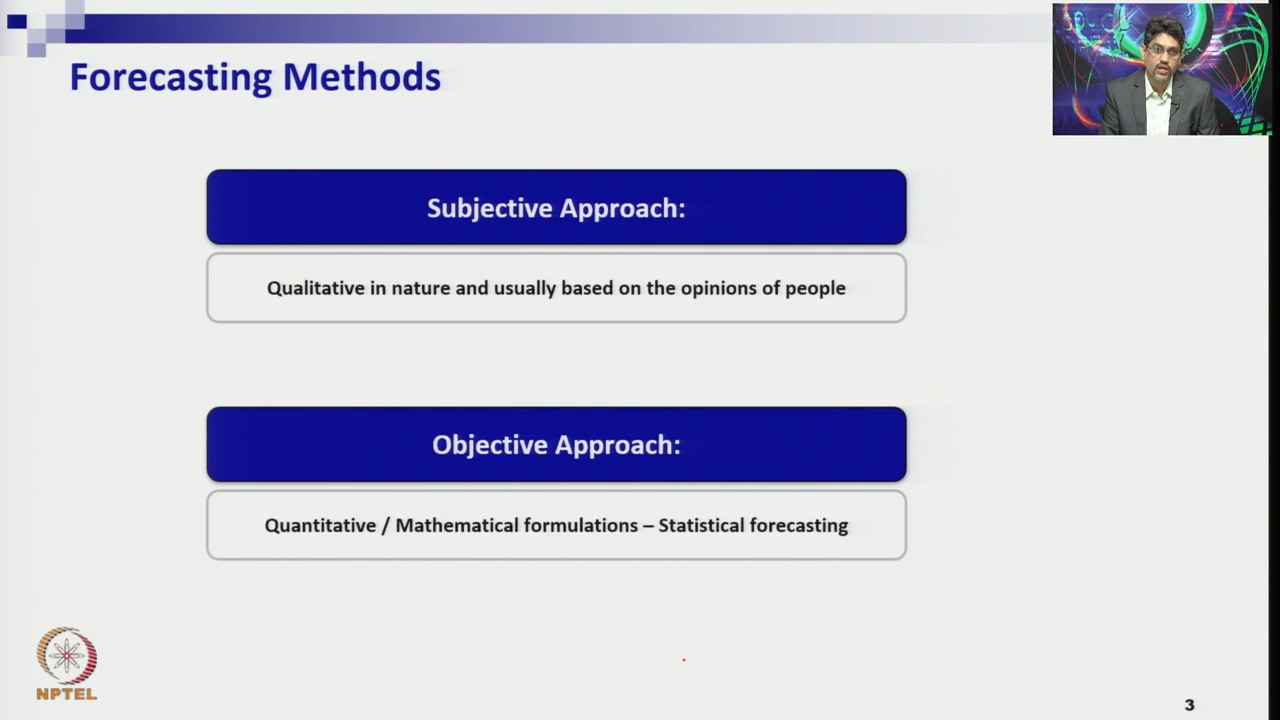 Forecasting Methods
Subjective Approach:
Qualitative in nature and usually based on the opinions of people
Objective Approach:
Quantitative / Mathematical formulations – Statistical forecasting
NPTEL
3